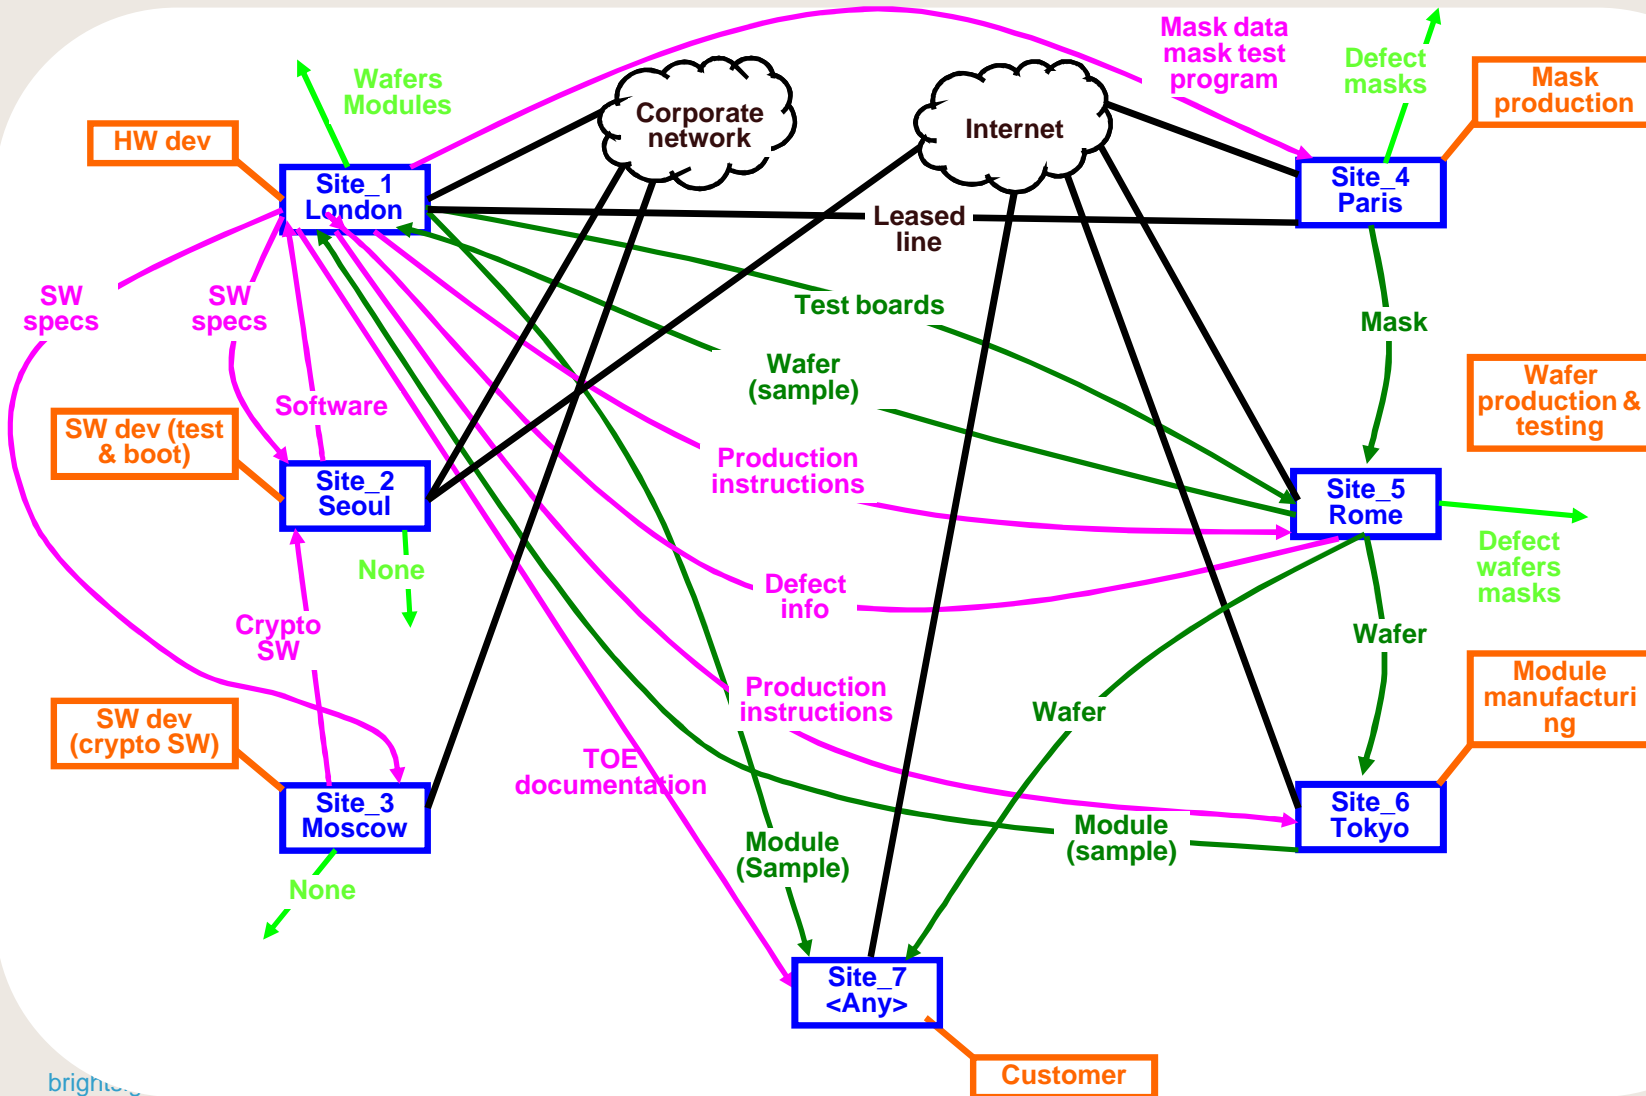 Mask data
mask test
program
Defect
masks
Mask
production
Wafers
Modules
Corporate
network
Internet
HW dev
Site_1
London
Site_4
Paris
Leased
line
SW
specs
SW
specs
Test boards
Mask
Wafer
(sample)
Wafer
production &
testing
Software
SW dev (test
& boot)
Production
instructions
Site_2
Seoul
Site_5
Rome
None
Defect
info
Defect
wafers
masks
Crypto
SW
Wafer
Production
instructions
Wafer
Module
manufacturi
ng
SW dev
(crypto SW)
TOE
documentation
Site_3
Moscow
Module
(Sample)
Module
(sample)
Site_6
Tokyo
None
Site_7
<Any>
Customer